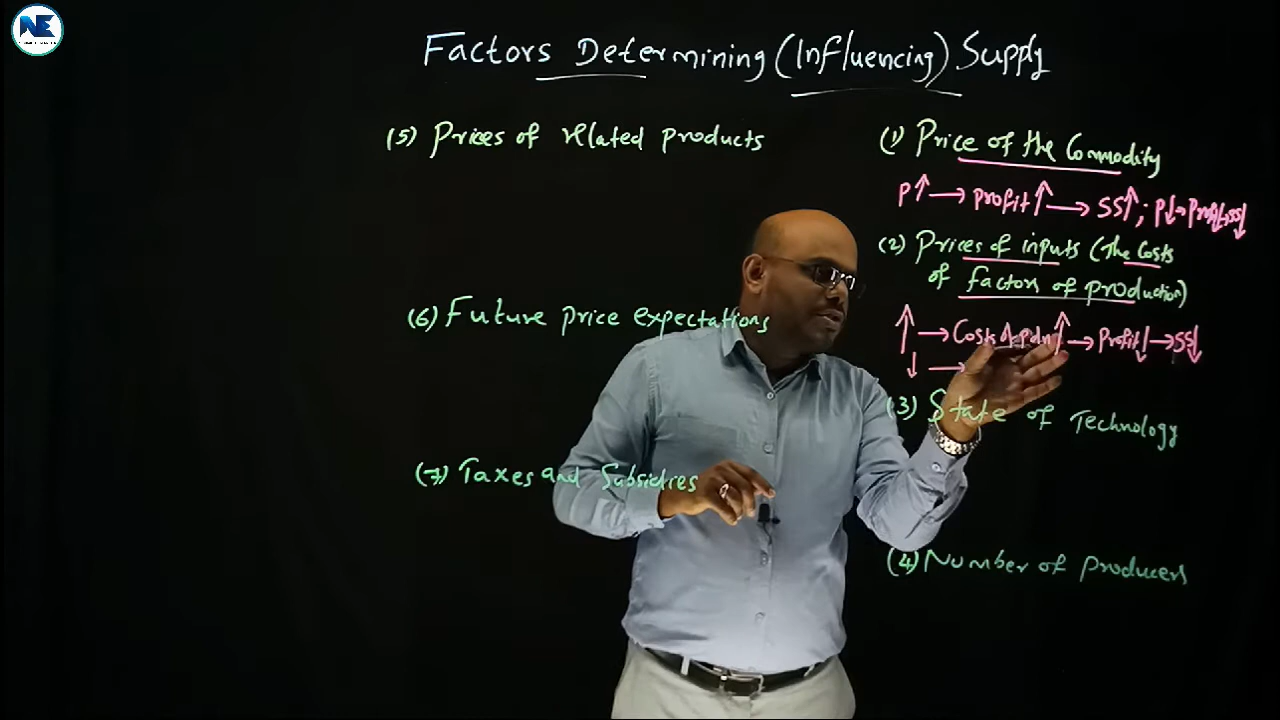 NE
Factors Determining (Influencing) Supply
(5) Prices of related products
(6) Future price expectations
(7) Taxes and Subsidies
(1) Price of the Commodity
P↑ → Profit↑ → SS↑; P↓→Profit↓→SS↓
(2) Prices of inputs (the Costs
of factors of production)
↑ → Costs of pdn↑ → Profit↓ → SS↓
↓ →
(3) State of Technology
(4) Number of Producers